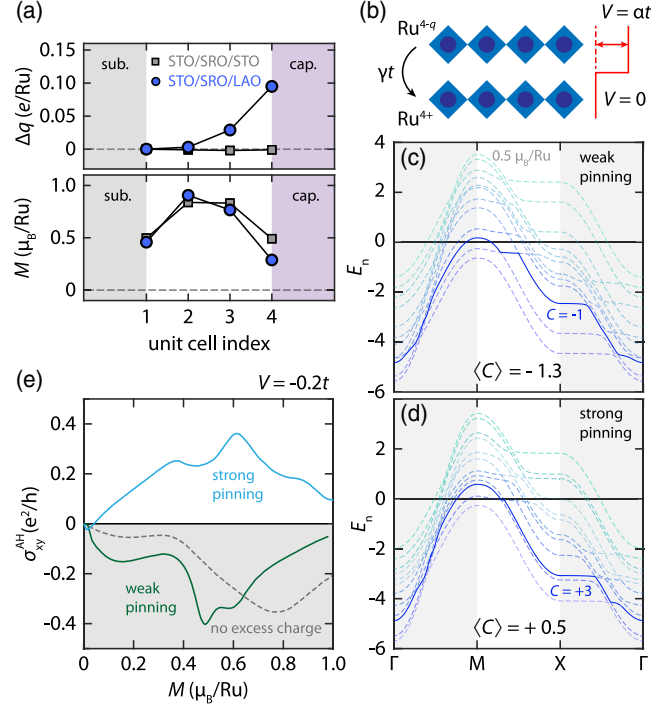 (a)
sub.
STO/SRO/STO
STO/SRO/LAO
cap.
Δq (e/Ru)
0.15
0.10
0.05
0.00
sub.
cap.
M (μB/Ru)
1.0
0.5
0
1 2 3 4
unit cell index
(b)
Ru4-q
γt
Ru4+
V = αt
V = 0
(c)
0.5 μB/Ru
weak
pinning
En
4
2
0
-2
-4
-6
C = -1
⟨C⟩ = - 1.3
(d)
strong
pinning
En
4
2
0
-2
-4
-6
C = +3
⟨C⟩ = + 0.5
Γ M X Γ
(e)
V = -0.2t
σxyAH (e2/h)
0.4
0.2
0
-0.2
-0.4
strong
pinning
weak
pinning
no excess charge
0 0.2 0.4 0.6 0.8 1.0
M (μB/Ru)